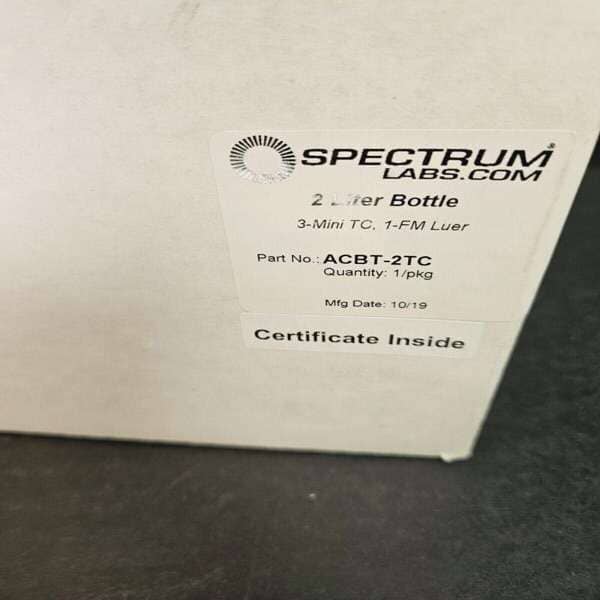 SPECTRUM®
LABS.COM
2 Liter Bottle
3-Mini TC, 1-FM Luer
Part No.: ACBT-2TC
Quantity: 1/pkg
Mfg Date: 10/19
Certificate Inside